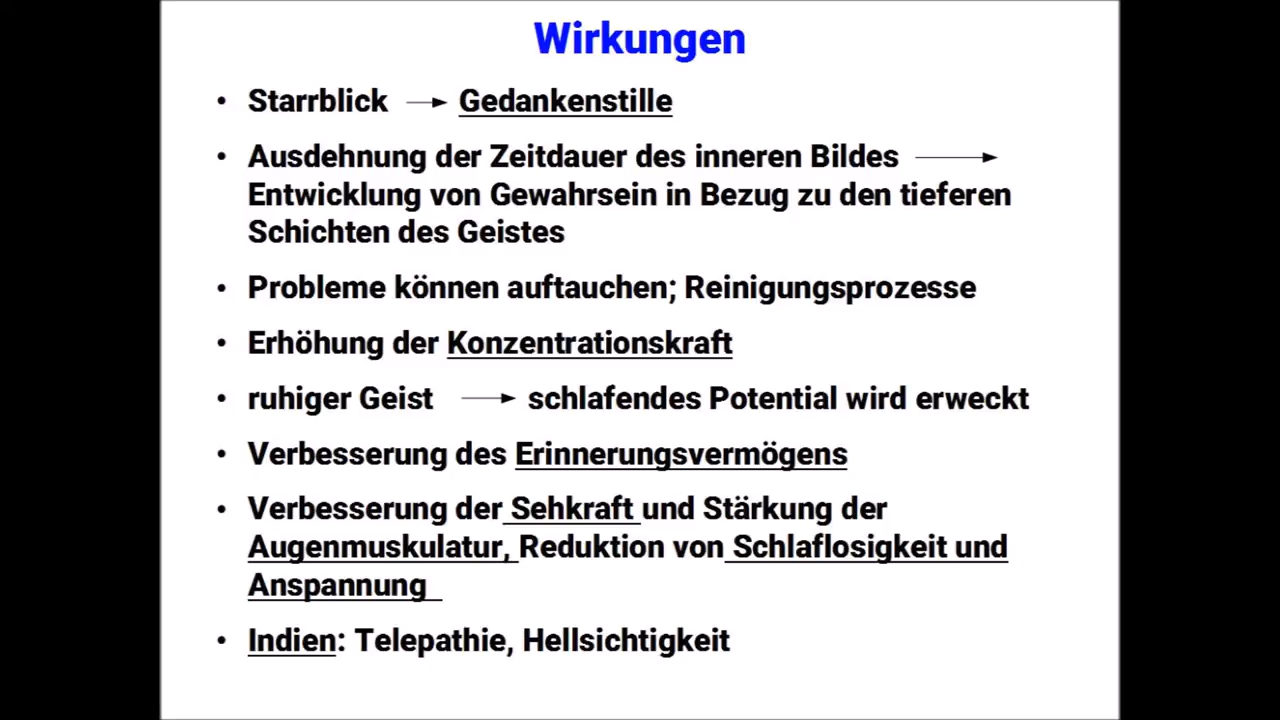 Wirkungen
• Starrblick → Gedankenstille
• Ausdehnung der Zeitdauer des inneren Bildes →
Entwicklung von Gewahrsein in Bezug zu den tieferen
Schichten des Geistes
• Probleme können auftauchen; Reinigungsprozesse
• Erhöhung der Konzentrationskraft
• ruhiger Geist → schlafendes Potential wird erweckt
• Verbesserung des Erinnerungsvermögens
• Verbesserung der Sehkraft und Stärkung der
Augenmuskulatur, Reduktion von Schlaflosigkeit und
Anspannung
• Indien: Telepathie, Hellsichtigkeit